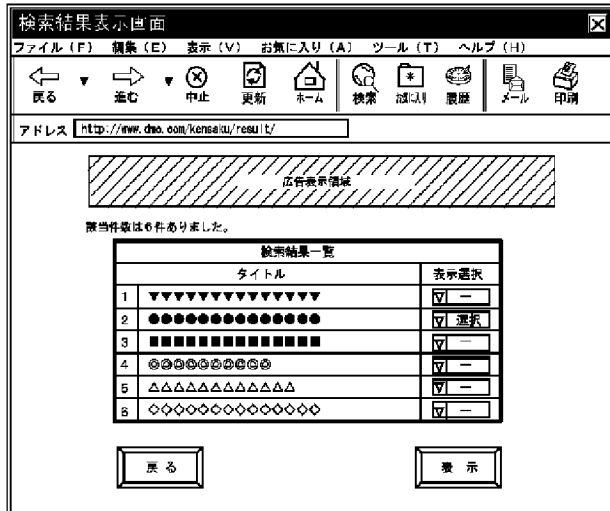 検索結果表示画面
ファイル（F） 編集（E） 表示（V） お気に入り（A） ツール（T） ヘルプ（H）
戻る 進む 中止 更新 ホーム 検索 お気に入り 履歴 メール 印刷
アドレス http://www.dmo.com/kensaku/result/
広告表示領域
該当件数は6件ありました。
検索結果一覧
タイトル 表示選択
1 ▼▼▼▼▼▼▼▼▼▼▼▼▼▼ ▽ ー
2 ●●●●●●●●●●●●●● ▽ 選択
3 ■■■■■■■■■■■■■■ ▽ ー
4 ◎◎◎◎◎◎◎◎◎◎ ▽ ー
5 △△△△△△△△△△△△ ▽ ー
6 ◇◇◇◇◇◇◇◇◇◇◇◇◇◇ ▽ ー
戻る 表示